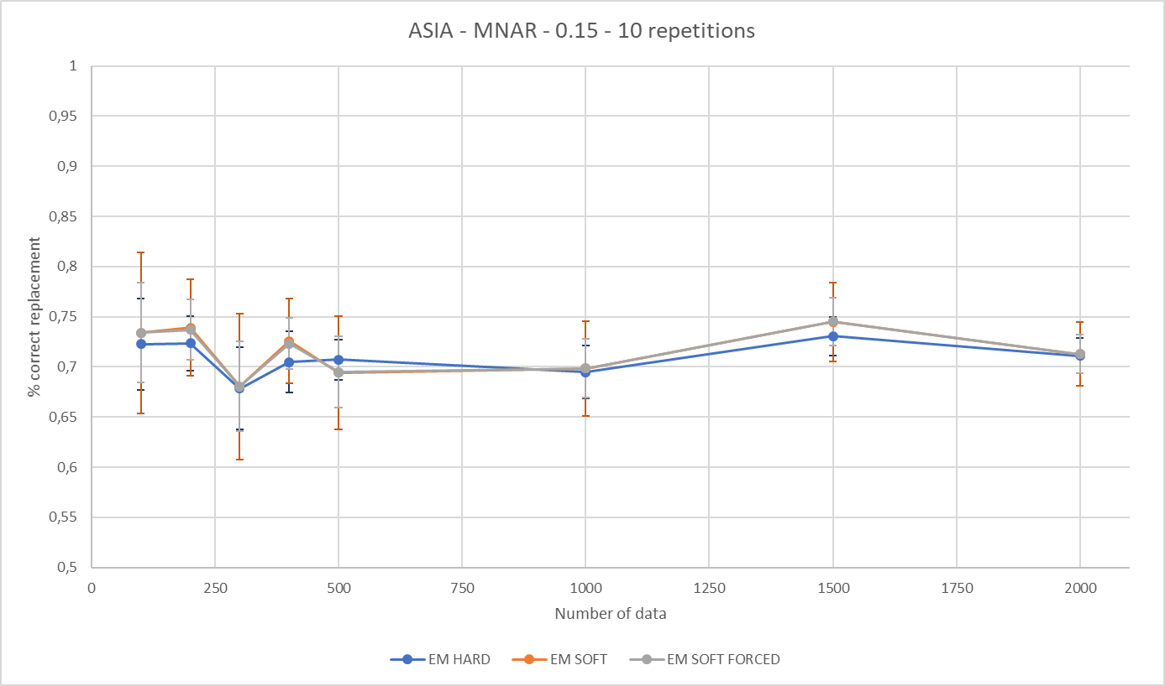 ASIA - MNAR - 0.15 - 10 repetitions
1
0,95
0,9
0,85
0,8
0,75
0,7
0,65
0,6
0,55
0,5
% correct replacement
0 250 500 750 1000 1250 1500 1750 2000
Number of data
EM HARD EM SOFT EM SOFT FORCED